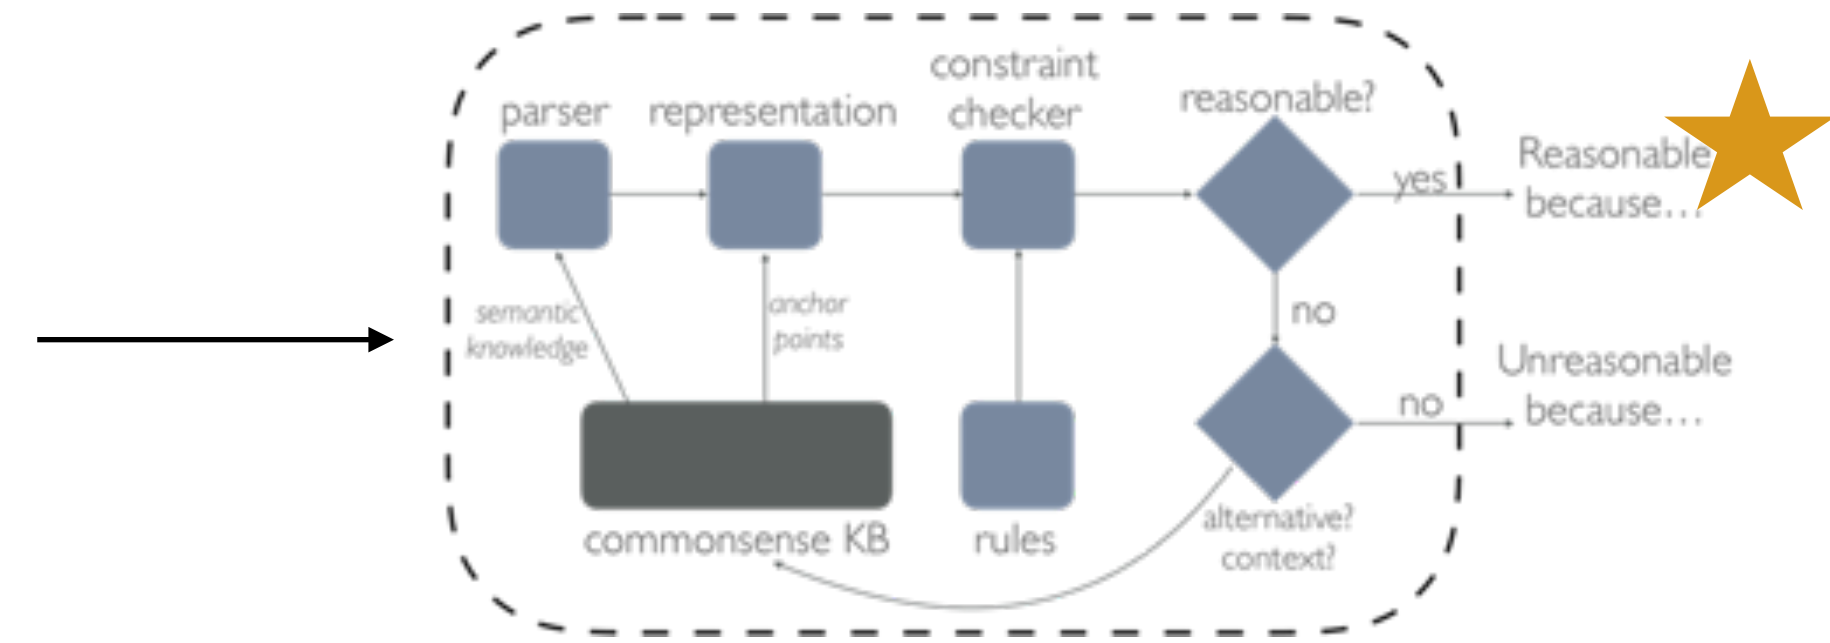 parser
representation
constraint
checker
reasonable?
yes
Reasonable
because…
semantic
knowledge
anchor
points
no
Unreasonable
because…
no
commonsense KB
rules
alternative?
context?